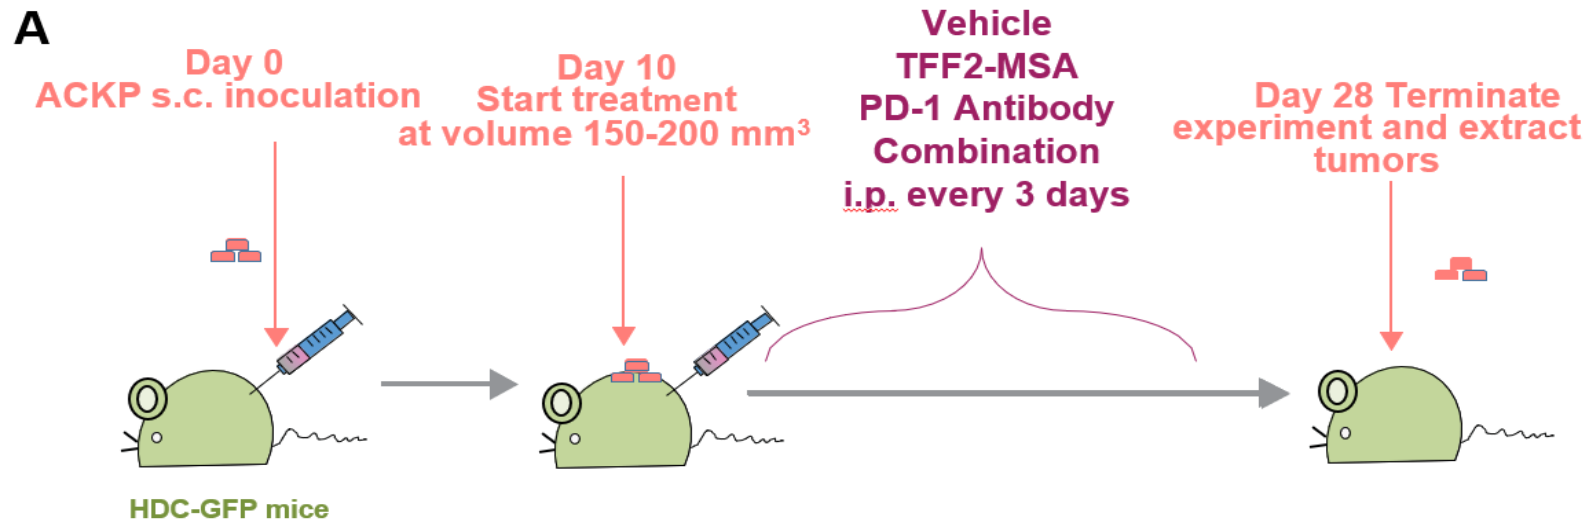 A
Day 0
ACKP s.c. inoculation
Day 10
Start treatment
at volume 150-200 mm³
Vehicle
TFF2-MSA
PD-1 Antibody
Combination
i.p. every 3 days
Day 28 Terminate
experiment and extract
tumors
HDC-GFP mice